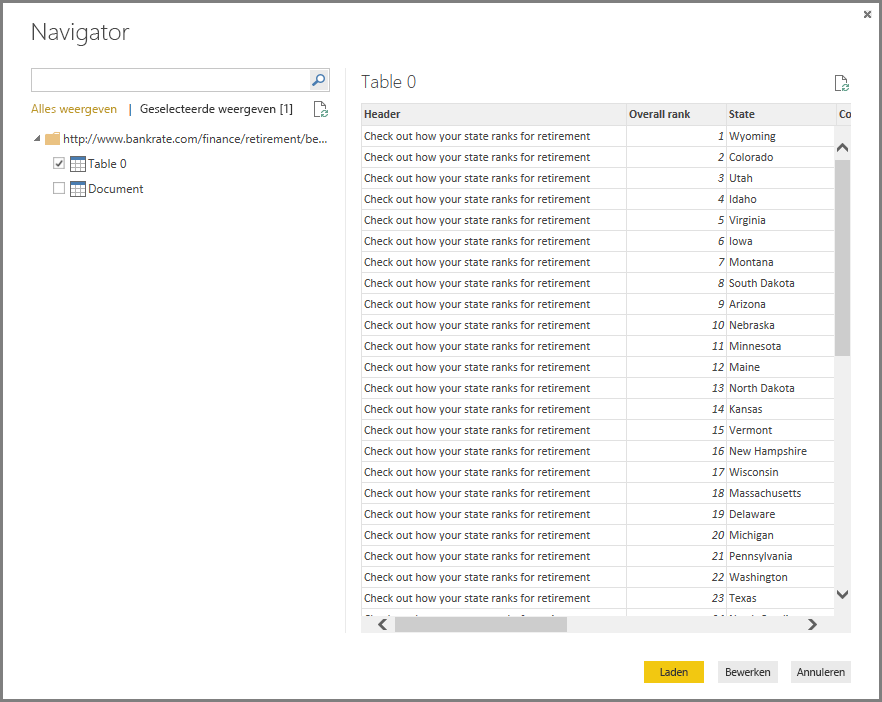 Navigator
Alles weergeven | Geselecteerde weergeven [1]
http://www.bankrate.com/finance/retirement/be...
Table 0
Document
Table 0
Header Overall rank State Co
Check out how your state ranks for retirement 1 Wyoming
Check out how your state ranks for retirement 2 Colorado
Check out how your state ranks for retirement 3 Utah
Check out how your state ranks for retirement 4 Idaho
Check out how your state ranks for retirement 5 Virginia
Check out how your state ranks for retirement 6 Iowa
Check out how your state ranks for retirement 7 Montana
Check out how your state ranks for retirement 8 South Dakota
Check out how your state ranks for retirement 9 Arizona
Check out how your state ranks for retirement 10 Nebraska
Check out how your state ranks for retirement 11 Minnesota
Check out how your state ranks for retirement 12 Maine
Check out how your state ranks for retirement 13 North Dakota
Check out how your state ranks for retirement 14 Kansas
Check out how your state ranks for retirement 15 Vermont
Check out how your state ranks for retirement 16 New Hampshire
Check out how your state ranks for retirement 17 Wisconsin
Check out how your state ranks for retirement 18 Massachusetts
Check out how your state ranks for retirement 19 Delaware
Check out how your state ranks for retirement 20 Michigan
Check out how your state ranks for retirement 21 Pennsylvania
Check out how your state ranks for retirement 22 Washington
Check out how your state ranks for retirement 23 Texas
Laden Bewerken Annuleren